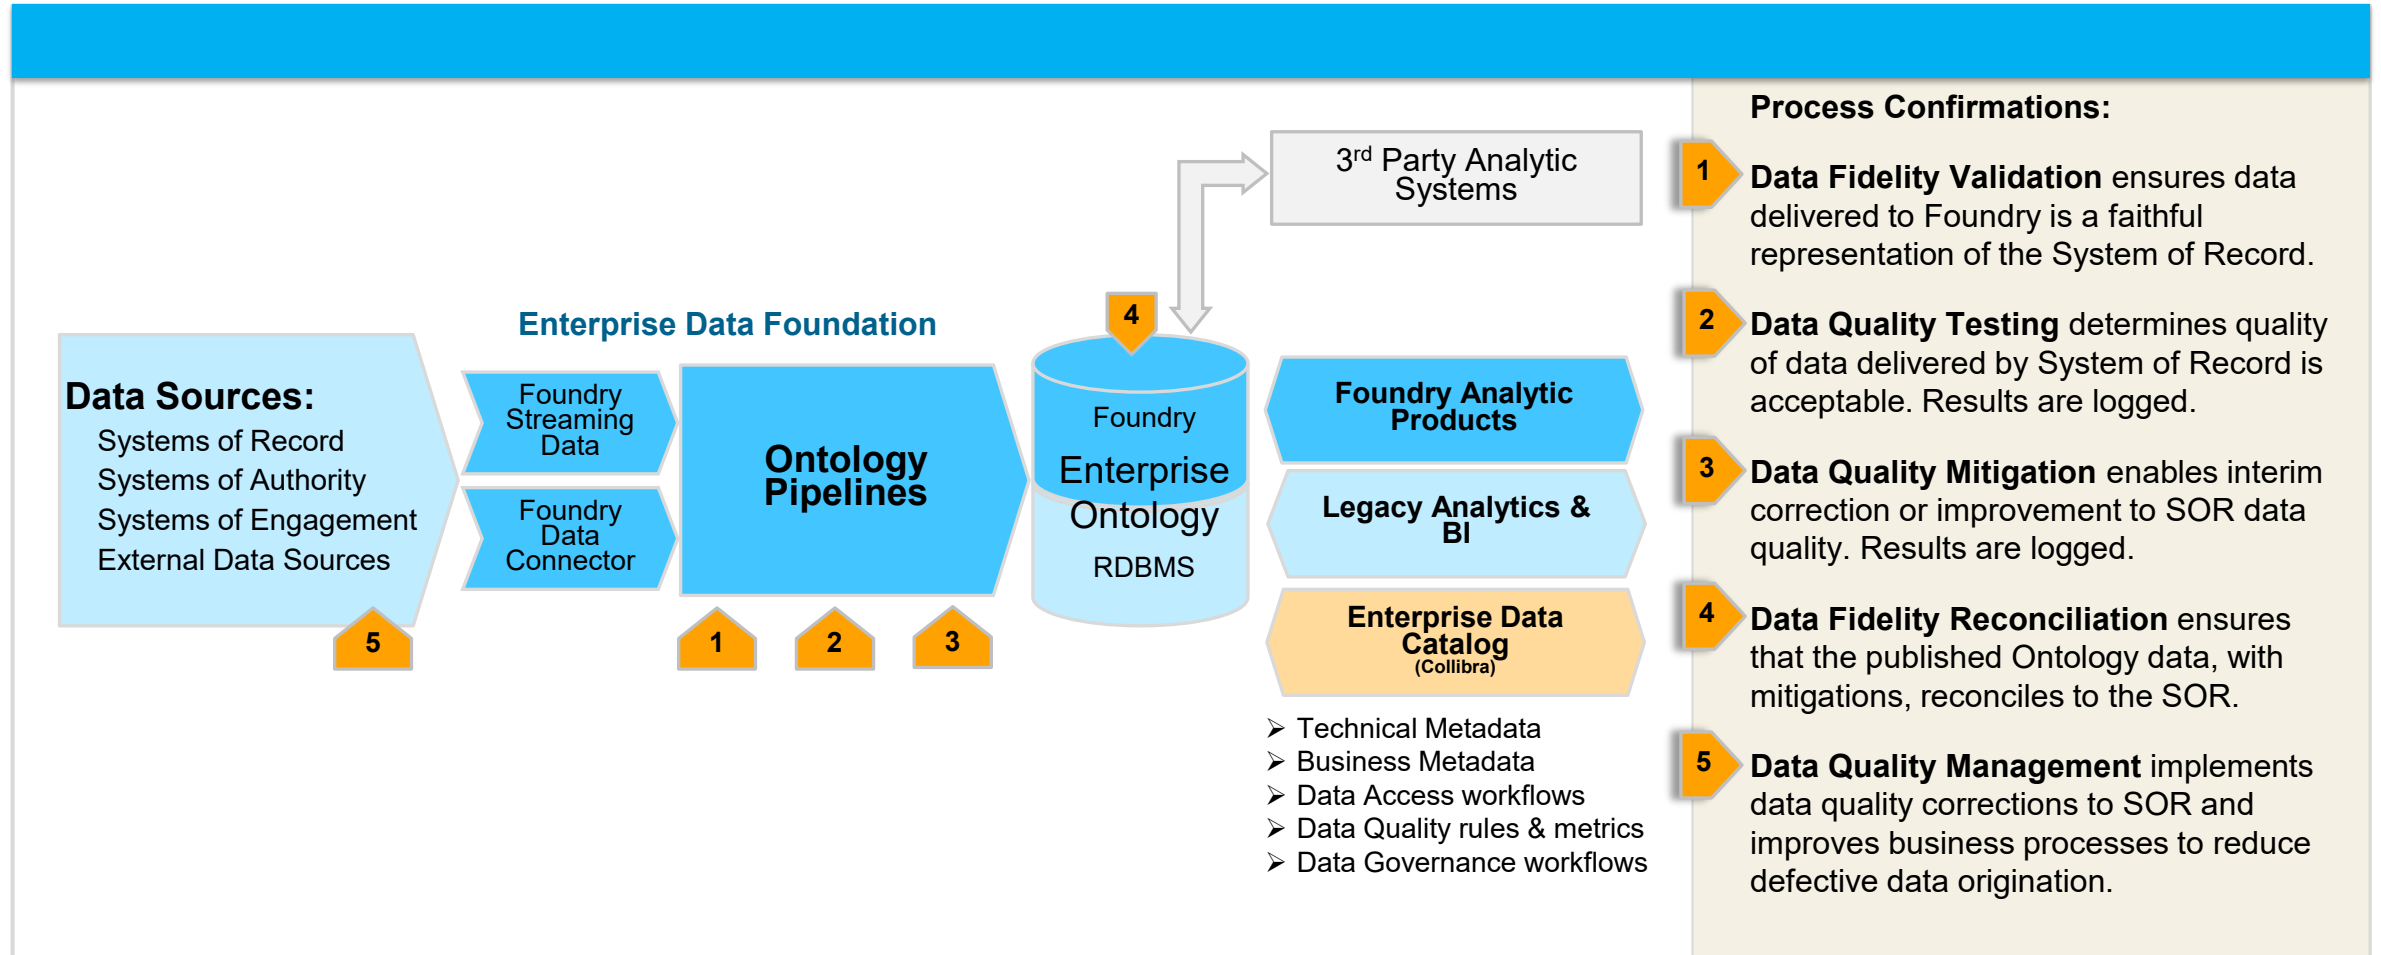 Enterprise Data Foundation
Data Sources:
Systems of Record
Systems of Authority
Systems of Engagement
External Data Sources
5
Foundry
Streaming
Data
Foundry
Data
Connector
Ontology
Pipelines
1
2
3
4
Foundry
Enterprise
Ontology
RDBMS
3rd Party Analytic
Systems
Foundry Analytic
Products
Legacy Analytics &
BI
Enterprise Data
Catalog
(Collibra)
➢ Technical Metadata
➢ Business Metadata
➢ Data Access workflows
➢ Data Quality rules & metrics
➢ Data Governance workflows
Process Confirmations:
1
Data Fidelity Validation ensures data
delivered to Foundry is a faithful
representation of the System of Record.
2
Data Quality Testing determines quality
of data delivered by System of Record is
acceptable. Results are logged.
3
Data Quality Mitigation enables interim
correction or improvement to SOR data
quality. Results are logged.
4
Data Fidelity Reconciliation ensures
that the published Ontology data, with
mitigations, reconciles to the SOR.
5
Data Quality Management implements
data quality corrections to SOR and
improves business processes to reduce
defective data origination.